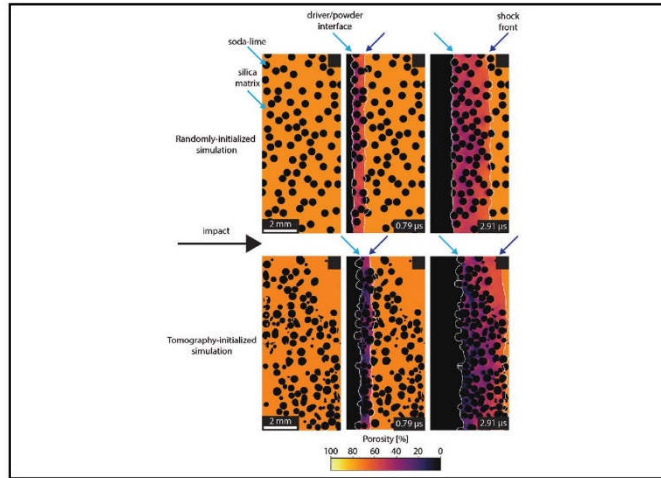 driver/powder
interface
shock
front
soda-lime
silica
matrix
Randomly-initialized
simulation
2 mm
0.79 μs
2.91 μs
impact
Tomography-initialized
simulation
2 mm
0.79 μs
2.91 μs
Porosity [%]
100 80 60 40 20 0